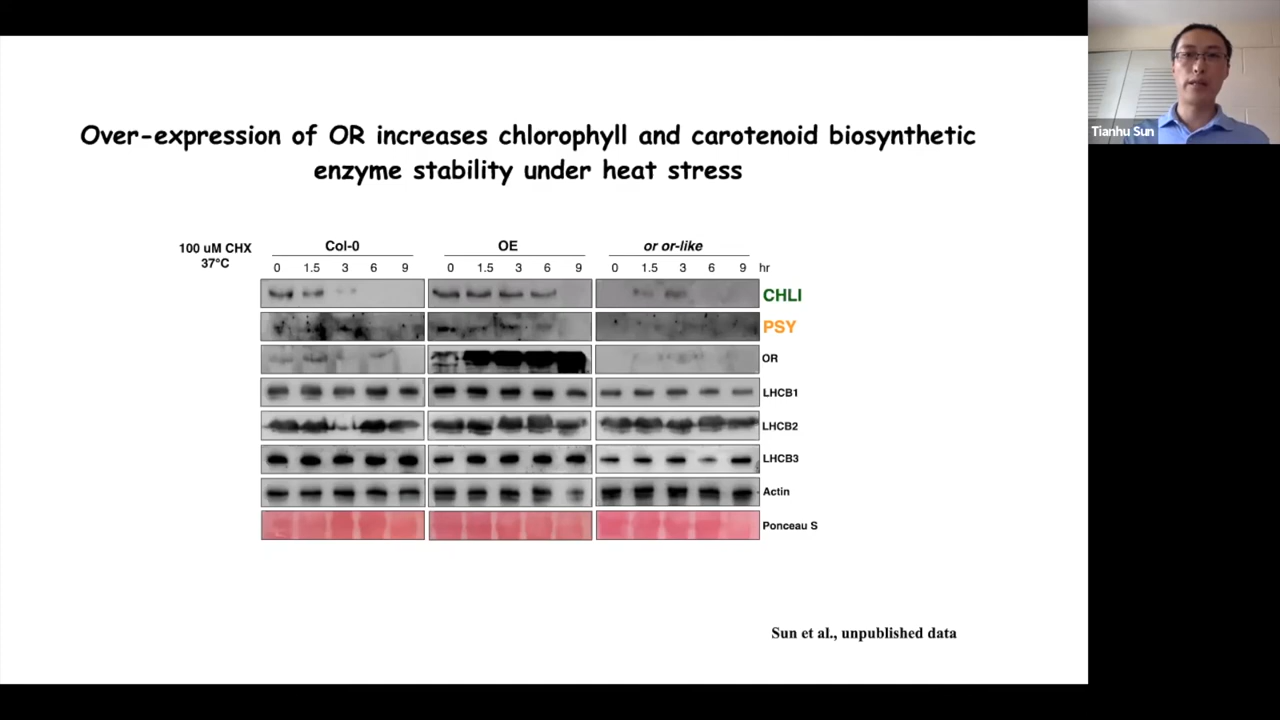 Over-expression of OR increases chlorophyll and carotenoid biosynthetic
enzyme stability under heat stress
100 uM CHX
37°C
Col-0 OE or or-like
0 1.5 3 6 9 0 1.5 3 6 9 0 1.5 3 6 9 hr
CHLI
PSY
OR
LHCB1
LHCB2
LHCB3
Actin
Ponceau S
Sun et al., unpublished data
Tianhu Sun